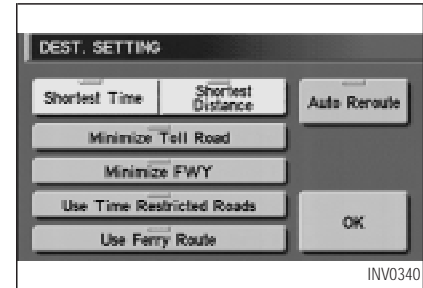 DEST. SETTING
Shortest Time
Shortest
Distance
Auto Reroute
Minimize Toll Road
Minimize FWY
Use Time Restricted Roads
Use Ferry Route
OK
INV0340